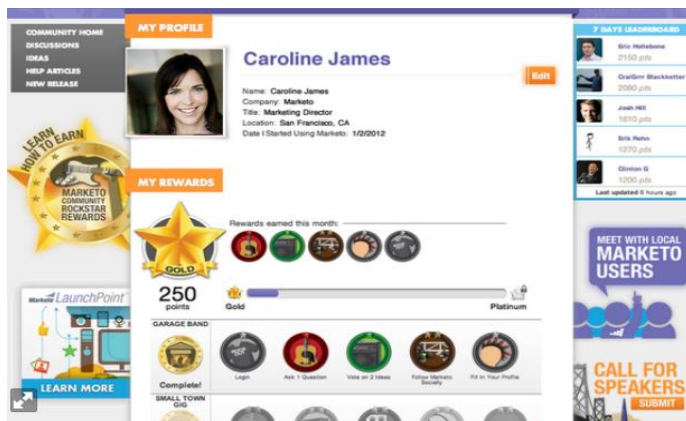 COMMUNITY HOME
DISCUSSIONS
IDEAS
HELP ARTICLES
NEW RELEASE
LEARN HOW TO EARN
MARKETO
COMMUNITY
ROCKSTAR
REWARDS
Marketo LaunchPoint
LEARN MORE
MY PROFILE
Caroline James
Edit
Name: Caroline James
Company: Marketo
Title: Marketing Director
Location: San Francisco, CA
Date I Started Using Marketo: 1/2/2012
MY REWARDS
GOLD
Rewards earned this month:
250
points
Gold
Platinum
GARAGE BAND
Complete!
Login
Ask 1 Question
Vote on 2 Ideas
Follow Marketo
Socially
Fill In Your Profile
SMALL TOWN
GIG
7 DAYS LEADERBOARD
Eric Hollebone
2150 pts
CraiGrrr Blackketter
2080 pts
Josh Hill
1610 pts
Erik Rehn
1270 pts
Clinton G
1200 pts
Last updated 8 hours ago
MEET WITH LOCAL
MARKETO
USERS
CALL FOR
SPEAKERS
SUBMIT